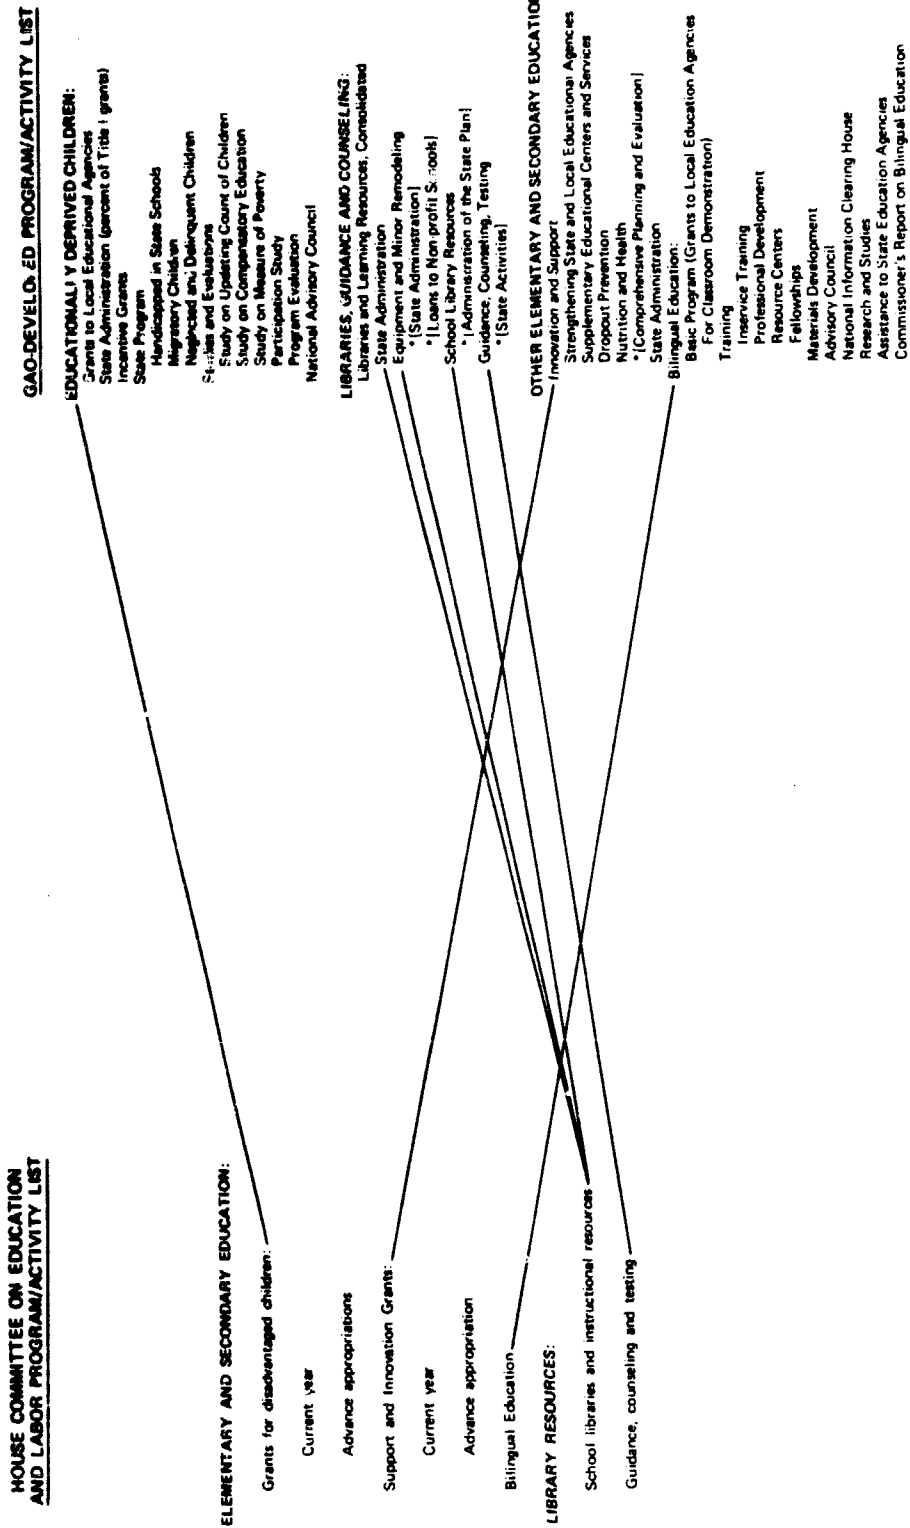 HOUSE COMMITTEE ON EDUCATION
AND LABOR PROGRAM/ACTIVITY LIST
ELEMENTARY AND SECONDARY EDUCATION:
Grants for disadvantaged children:
Current year
Advance appropriations
Support and Innovation Grants:
Current year
Advance appropriation
Bilingual Education
LIBRARY RESOURCES:
School libraries and instructional resources
Guidance, counseling and testing
GAO-DEVELO ED PROGRAM/ACTIVITY LIST
EDUCATIONALLY DEPRIVED CHILDREN:
Grants to Local Educational Agencies
State Administration (percent of Title I grants)
Incentive Grants
State Program
Handicapped in State Schools
Migratory Children
Neglected and Delinquent Children
and Evaluations
Study on Updating Count of Children
Study on Compensatory Education
Study on Measure of Poverty
Participation Study
Program Evaluation
National Advisory Council
LIBRARIES, GUIDANCE AND COUNSELING:
Libraries and Learning Resources, Consolidated
State Administration
Equipment and Minor Remodeling
*[State Administration]
*[Loans to Non-profit Schools]
School Library Resources
*[Administration of the State Plan]
Guidance, Counseling, Testing
*[State Activities]
OTHER ELEMENTARY AND SECONDARY EDUCATION
Innovation and Support
Strengthening State and Local Educational Agencies
Supplementary Educational Centers and Services
Dropout Prevention
Nutrition and Health
*[Comprehensive Planning and Evaluation]
State Administration
Bilingual Education:
Basic Program (Grants to Local Education Agencies
For Classroom Demonstration)
Training
Inservice Training
Professional Development
Resource Centers
Fellowships
Materials Development
Advisory Council
National Information Clearing House
Research and Studies
Assistance to State Education Agencies
Commissioner's Report on Bilingual Education